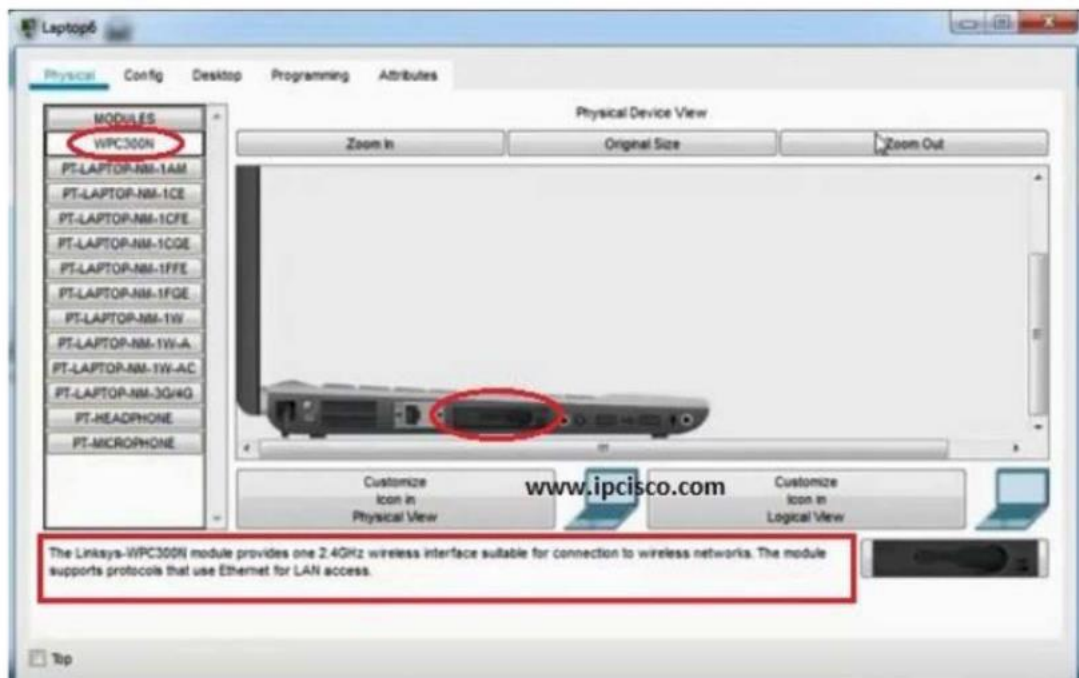 Laptop6
Physical Config Desktop Programming Attributes
MODULES
WPC300N
PT-LAPTOP-NM-1AM
PT-LAPTOP-NM-1CE
PT-LAPTOP-NM-1CFE
PT-LAPTOP-NM-1CGE
PT-LAPTOP-NM-1FFE
PT-LAPTOP-NM-1FGE
PT-LAPTOP-NM-1W
PT-LAPTOP-NM-1W-A
PT-LAPTOP-NM-1W-AC
PT-LAPTOP-NM-3G/4G
PT-HEADPHONE
PT-MICROPHONE
Physical Device View
Zoom In Original Size Zoom Out
Customize
Icon in
Physical View
www.ipcisco.com
Customize
Icon in
Logical View
The Linksys-WPC300N module provides one 2.4GHz wireless interface suitable for connection to wireless networks. The module
supports protocols that use Ethernet for LAN access.
Top